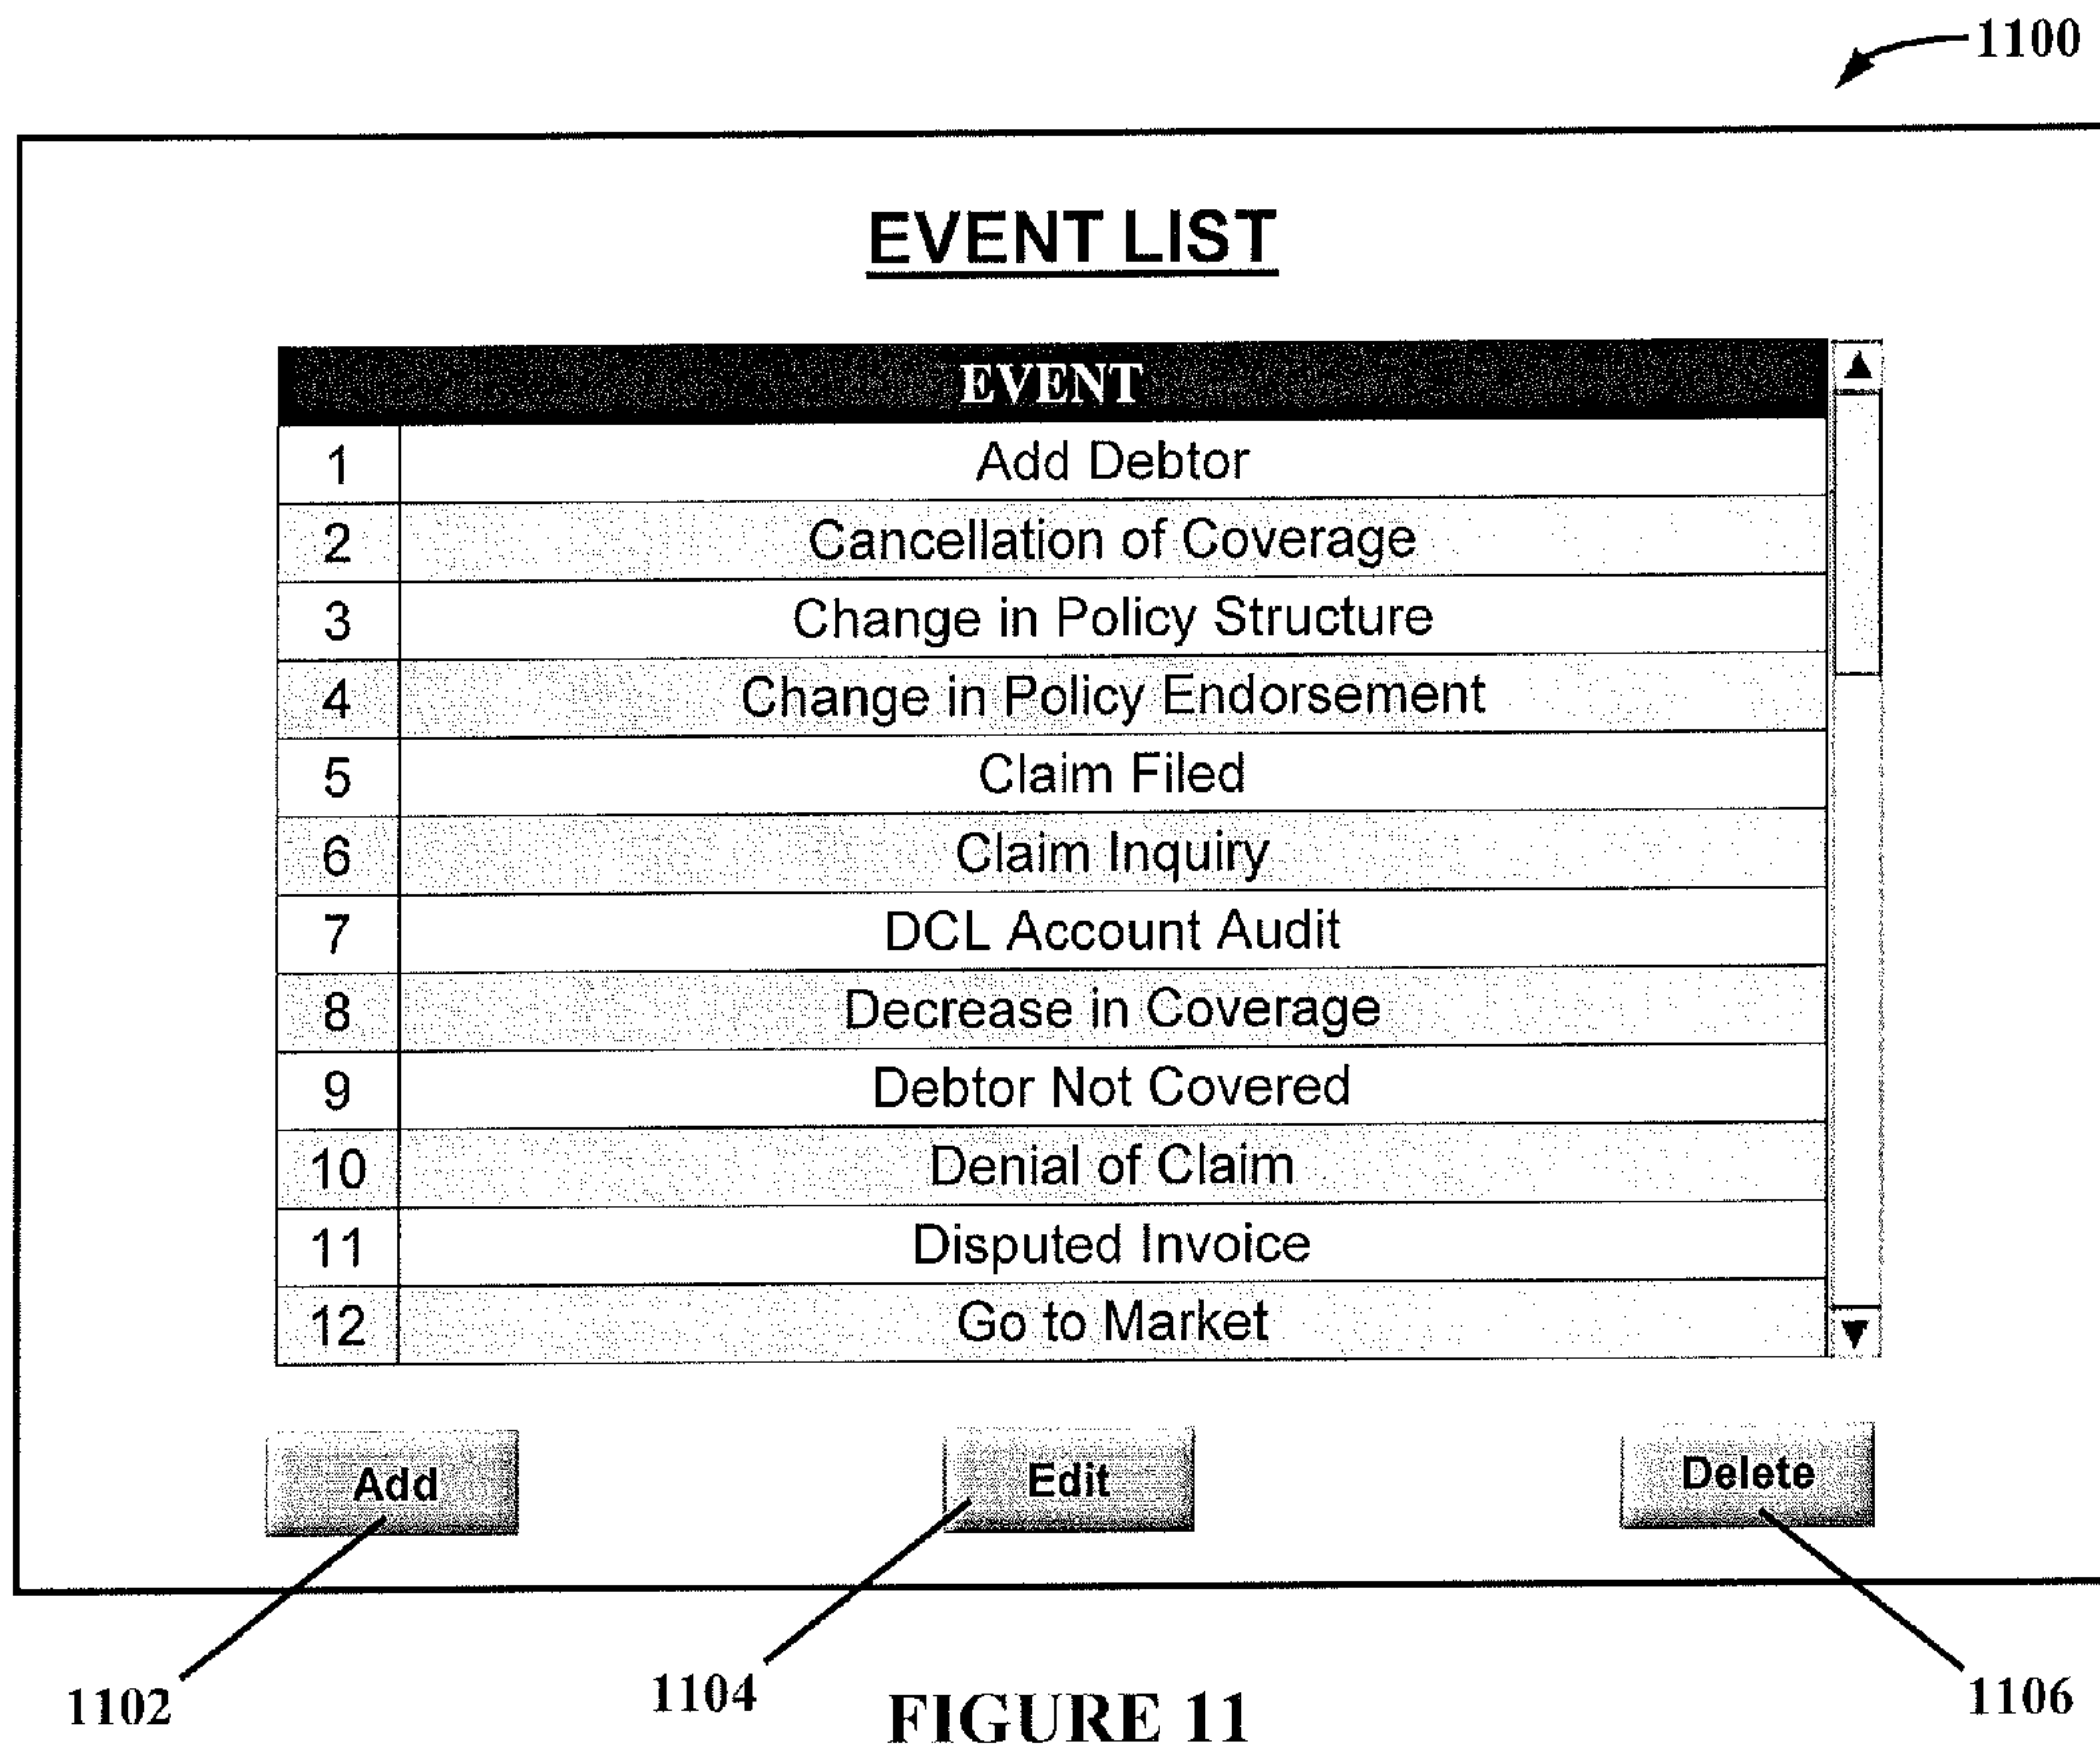 1100
EVENT LIST
EVENT
1 Add Debtor
2 Cancellation of Coverage
3 Change in Policy Structure
4 Change in Policy Endorsement
5 Claim Filed
6 Claim Inquiry
7 DCL Account Audit
8 Decrease in Coverage
9 Debtor Not Covered
10 Denial of Claim
11 Disputed Invoice
12 Go to Market
Add Edit Delete
1102 1104 1106
FIGURE 11